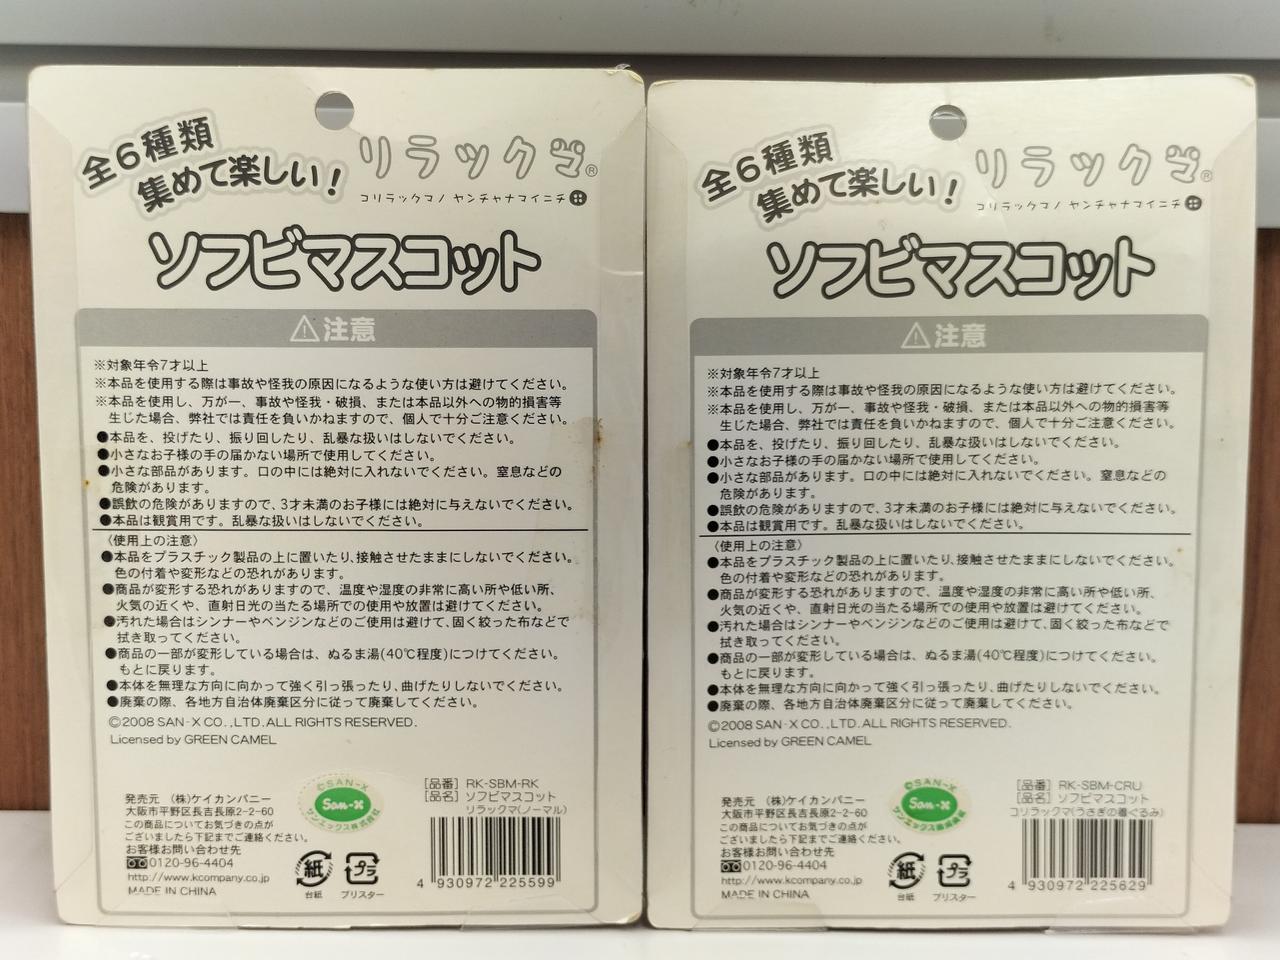 全6種類
集めて楽しい!
リラックマ®
コリラックマノ ヤンチャナマイニチ
ソフビマスコット
⚠注意
※対象年令7才以上
※本品を使用する際は事故や怪我の原因になるような使い方は避けてください。
※本品を使用し、万が一、事故や怪我・破損、または本品以外への物的損害等
生じた場合、弊社では責任を負いかねますので、個人で十分ご注意ください。
●本品を、投げたり、振り回したり、乱暴な扱いはしないでください。
●小さなお子様の手の届かない場所で使用してください。
●小さな部品があります。口の中には絶対に入れないでください。窒息などの
危険があります。
●誤飲の危険がありますので、3才未満のお子様には絶対に与えないでください。
●本品は観賞用です。乱暴な扱いはしないでください。
〈使用上の注意〉
●本品をプラスチック製品の上に置いたり、接触させたままにしないでください。
色の付着や変形などの恐れがあります。
●商品が変形する恐れがありますので、温度や湿度の非常に高い所や低い所、
火気の近くや、直射日光の当たる場所での使用や放置は避けてください。
●汚れた場合はシンナーやベンジンなどのご使用は避けて、固く絞った布などで
拭き取ってください。
●商品の一部が変形している場合は、ぬるま湯(40℃程度)につけてください。
もとに戻ります。
●本体を無理な方向に向かって強く引っ張ったり、曲げたりしないでください。
●廃棄の際、各地方自治体廃棄区分に従って廃棄してください。
©2008 SAN-X CO.,LTD.ALL RIGHTS RESERVED.
Licensed by GREEN CAMEL
発売元 (株)ケイカンパニー
大阪市平野区長吉長原2-2-60
この商品についてお気づきの点が
ございましたら下記までご連絡ください。
お客様お問い合わせ先
0120-96-4404
http://www.kcompany.co.jp
MADE IN CHINA
©SAN-X
San-x
サンエックス株式会社
紙
台紙
プラ
ブリスター
[品番] RK-SBM-RK
[品名] ソフビマスコット
リラックマ(ノーマル)
4 930972 225599
全6種類
集めて楽しい!
リラックマ®
コリラックマノ ヤンチャナマイニチ
ソフビマスコット
⚠注意
※対象年令7才以上
※本品を使用する際は事故や怪我の原因になるような使い方は避けてください。
※本品を使用し、万が一、事故や怪我・破損、または本品以外への物的損害等
生じた場合、弊社では責任を負いかねますので、個人で十分ご注意ください。
●本品を、投げたり、振り回したり、乱暴な扱いはしないでください。
●小さなお子様の手の届かない場所で使用してください。
●小さな部品があります。口の中には絶対に入れないでください。窒息などの
危険があります。
●誤飲の危険がありますので、3才未満のお子様には絶対に与えないでください。
●本品は観賞用です。乱暴な扱いはしないでください。
〈使用上の注意〉
●本品をプラスチック製品の上に置いたり、接触させたままにしないでください。
色の付着や変形などの恐れがあります。
●商品が変形する恐れがありますので、温度や湿度の非常に高い所や低い所、
火気の近くや、直射日光の当たる場所での使用や放置は避けてください。
●汚れた場合はシンナーやベンジンなどのご使用は避けて、固く絞った布などで
拭き取ってください。
●商品の一部が変形している場合は、ぬるま湯(40℃程度)につけてください。
もとに戻ります。
●本体を無理な方向に向かって強く引っ張ったり、曲げたりしないでください。
●廃棄の際、各地方自治体廃棄区分に従って廃棄してください。
©2008 SAN-X CO.,LTD.ALL RIGHTS RESERVED.
Licensed by GREEN CAMEL
発売元 (株)ケイカンパニー
大阪市平野区長吉長原2-2-60
この商品についてお気づきの点が
ございましたら下記までご連絡ください。
お客様お問い合わせ先
0120-96-4404
http://www.kcompany.co.jp
MADE IN CHINA
©SAN-X
San-x
サンエックス株式会社
紙
台紙
プラ
ブリスター
[品番] RK-SBM-CRU
[品名] ソフビマスコット
コリラックマ(うさぎの着ぐるみ)
4 930972 225629